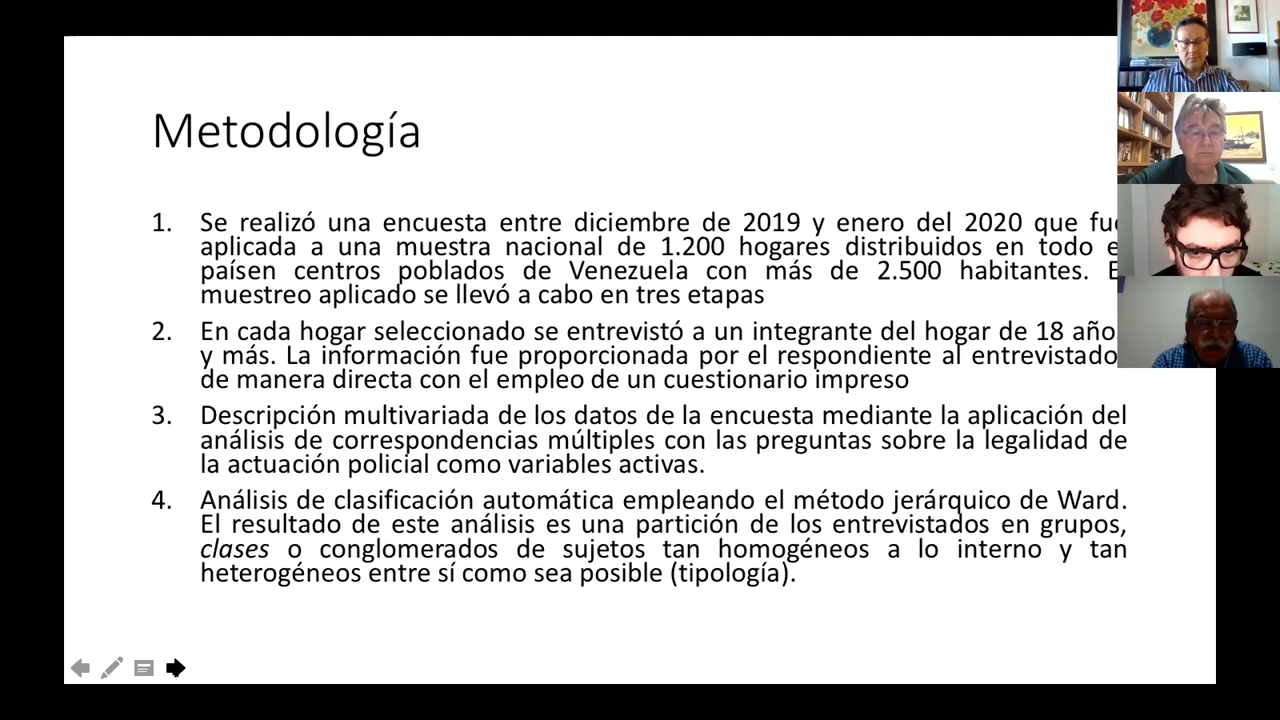 Metodología
1. Se realizó una encuesta entre diciembre de 2019 y enero del 2020 que fue
aplicada a una muestra nacional de 1.200 hogares distribuidos en todo e
paísen centros poblados de Venezuela con más de 2.500 habitantes. E
muestreo aplicado se llevó a cabo en tres etapas
2. En cada hogar seleccionado se entrevistó a un integrante del hogar de 18 año
y más. La información fue proporcionada por el respondiente al entrevistado
de manera directa con el empleo de un cuestionario impreso
3. Descripción multivariada de los datos de la encuesta mediante la aplicación del
análisis de correspondencias múltiples con las preguntas sobre la legalidad de
la actuación policial como variables activas.
4. Análisis de clasificación automática empleando el método jerárquico de Ward.
El resultado de este análisis es una partición de los entrevistados en grupos,
clases o conglomerados de sujetos tan homogéneos a lo interno y tan
heterogéneos entre sí como sea posible (tipología).